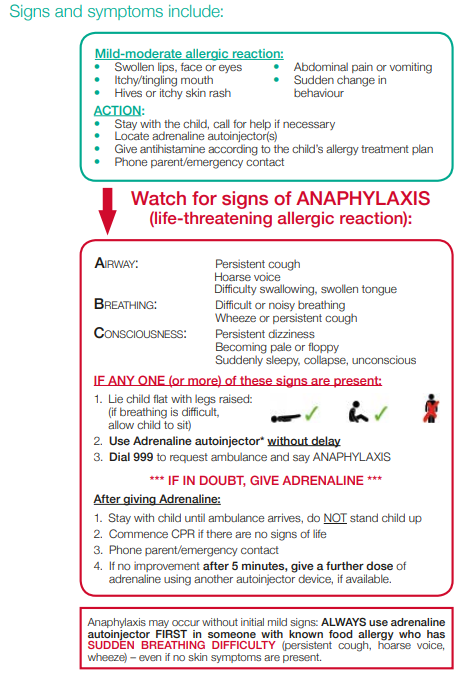 Signs and symptoms include:
Mild-moderate allergic reaction:
• Swollen lips, face or eyes
• Itchy/tingling mouth
• Hives or itchy skin rash
• Abdominal pain or vomiting
• Sudden change in
behaviour
ACTION:
• Stay with the child, call for help if necessary
• Locate adrenaline autoinjector(s)
• Give antihistamine according to the child's allergy treatment plan
• Phone parent/emergency contact
Watch for signs of ANAPHYLAXIS
(life-threatening allergic reaction):
AIRWAY: Persistent cough
Hoarse voice
Difficulty swallowing, swollen tongue
BREATHING: Difficult or noisy breathing
Wheeze or persistent cough
CONSCIOUSNESS: Persistent dizziness
Becoming pale or floppy
Suddenly sleepy, collapse, unconscious
IF ANY ONE (or more) of these signs are present:
1. Lie child flat with legs raised:
(if breathing is difficult,
allow child to sit)
2. Use Adrenaline autoinjector* without delay
3. Dial 999 to request ambulance and say ANAPHYLAXIS
*** IF IN DOUBT, GIVE ADRENALINE ***
After giving Adrenaline:
1. Stay with child until ambulance arrives, do NOT stand child up
2. Commence CPR if there are no signs of life
3. Phone parent/emergency contact
4. If no improvement after 5 minutes, give a further dose of
adrenaline using another autoinjector device, if available.
Anaphylaxis may occur without initial mild signs: ALWAYS use adrenaline
autoinjector FIRST in someone with known food allergy who has
SUDDEN BREATHING DIFFICULTY (persistent cough, hoarse voice,
wheeze) – even if no skin symptoms are present.